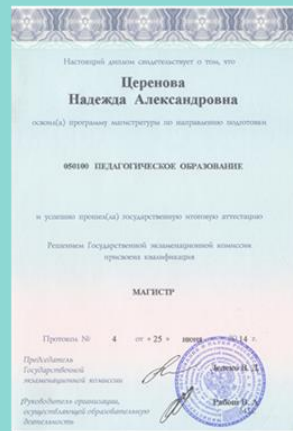 Настоящий диплом свидетельствует о том, что
Церенова
Надежда Александровна
освоил(а) программу магистратуры по направлению подготовки
050100 ПЕДАГОГИЧЕСКОЕ ОБРАЗОВАНИЕ
и успешно прошел(ла) государственную итоговую аттестацию
Решением Государственной экзаменационной комиссии
присвоена квалификация
МАГИСТР
Протокол № 4 от « 25 » июня 2014 г.
Председатель
Государственной
экзаменационной комиссии
Руководитель организации,
осуществляющей образовательную
деятельность